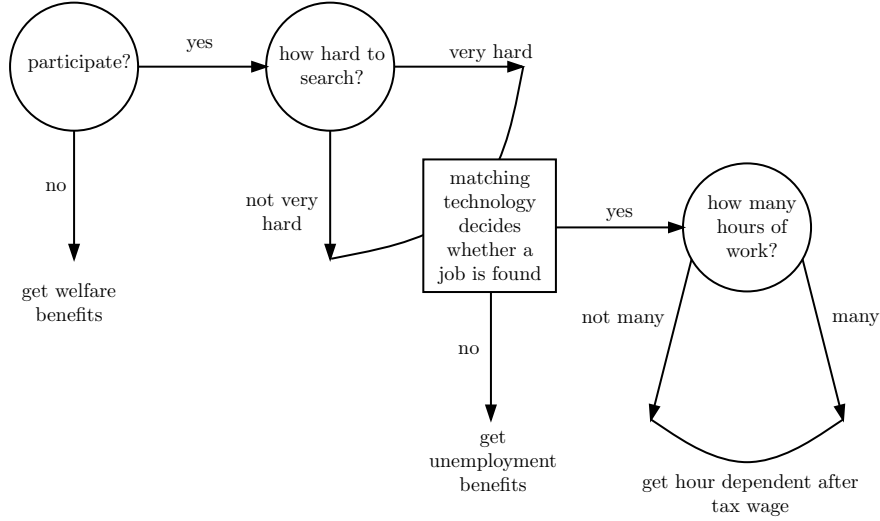 participate?
yes
how hard to
search?
very hard
no
not very
hard
get welfare
benefits
matching
technology
decides
whether a
job is found
yes
how many
hours of
work?
no
not many
many
get
unemployment
benefits
get hour dependent after
tax wage